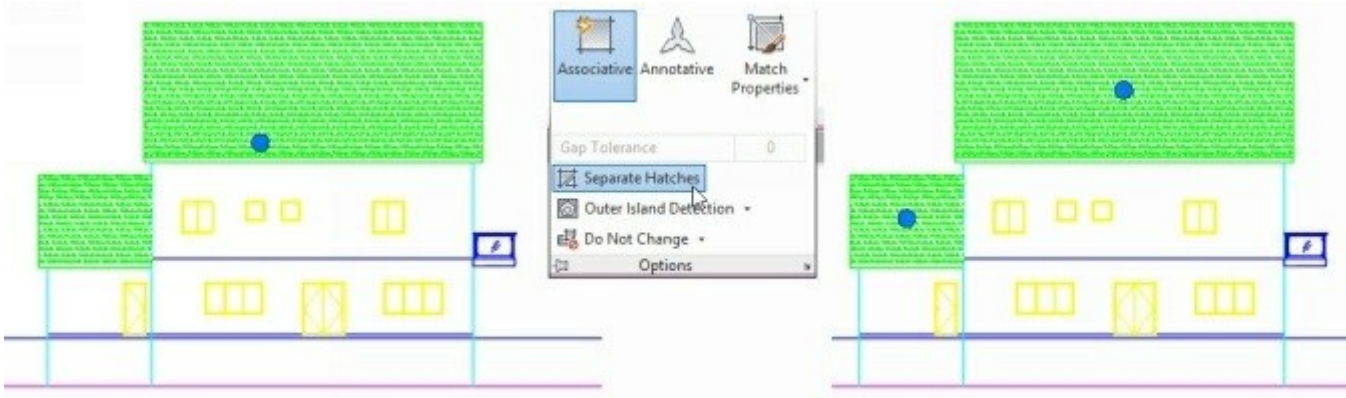 Associative Annotative Match
Properties
Gap Tolerance 0
Separate Hatches
Outer Island Detection
Do Not Change
Options